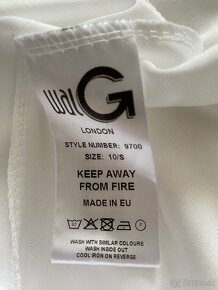 wal G
LONDON
STYLE NUMBER: 9700
SIZE: 10/S
KEEP AWAY
FROM FIRE
MADE IN EU
WASH WITH SIMILAR COLOURS
WASH INSIDE OUT
COOL IRON ON REVERSE